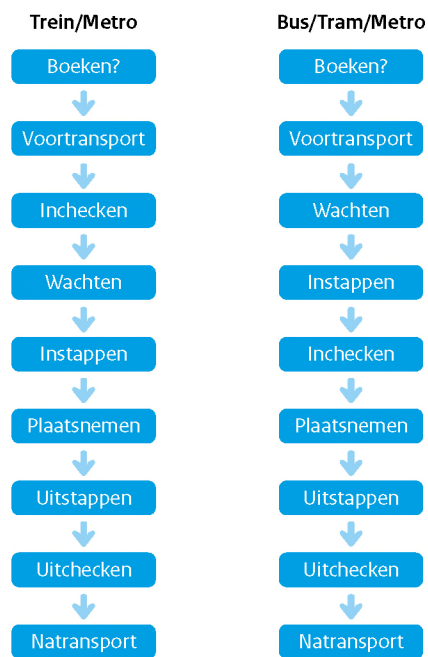 Trein/Metro
Boeken?
Voortransport
Inchecken
Wachten
Instappen
Plaatsnemen
Uitstappen
Uitchecken
Natransport
Bus/Tram/Metro
Boeken?
Voortransport
Wachten
Instappen
Inchecken
Plaatsnemen
Uitstappen
Uitchecken
Natransport